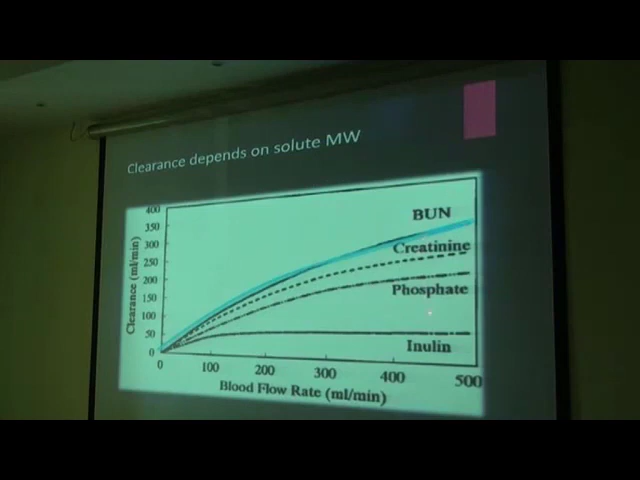 Clearance depends on solute MW
400
350
300
250
200
150
100
50
0
Clearance (ml/min)
BUN
Creatinine
Phosphate
Inulin
0 100 200 300 400 500
Blood Flow Rate (ml/min)